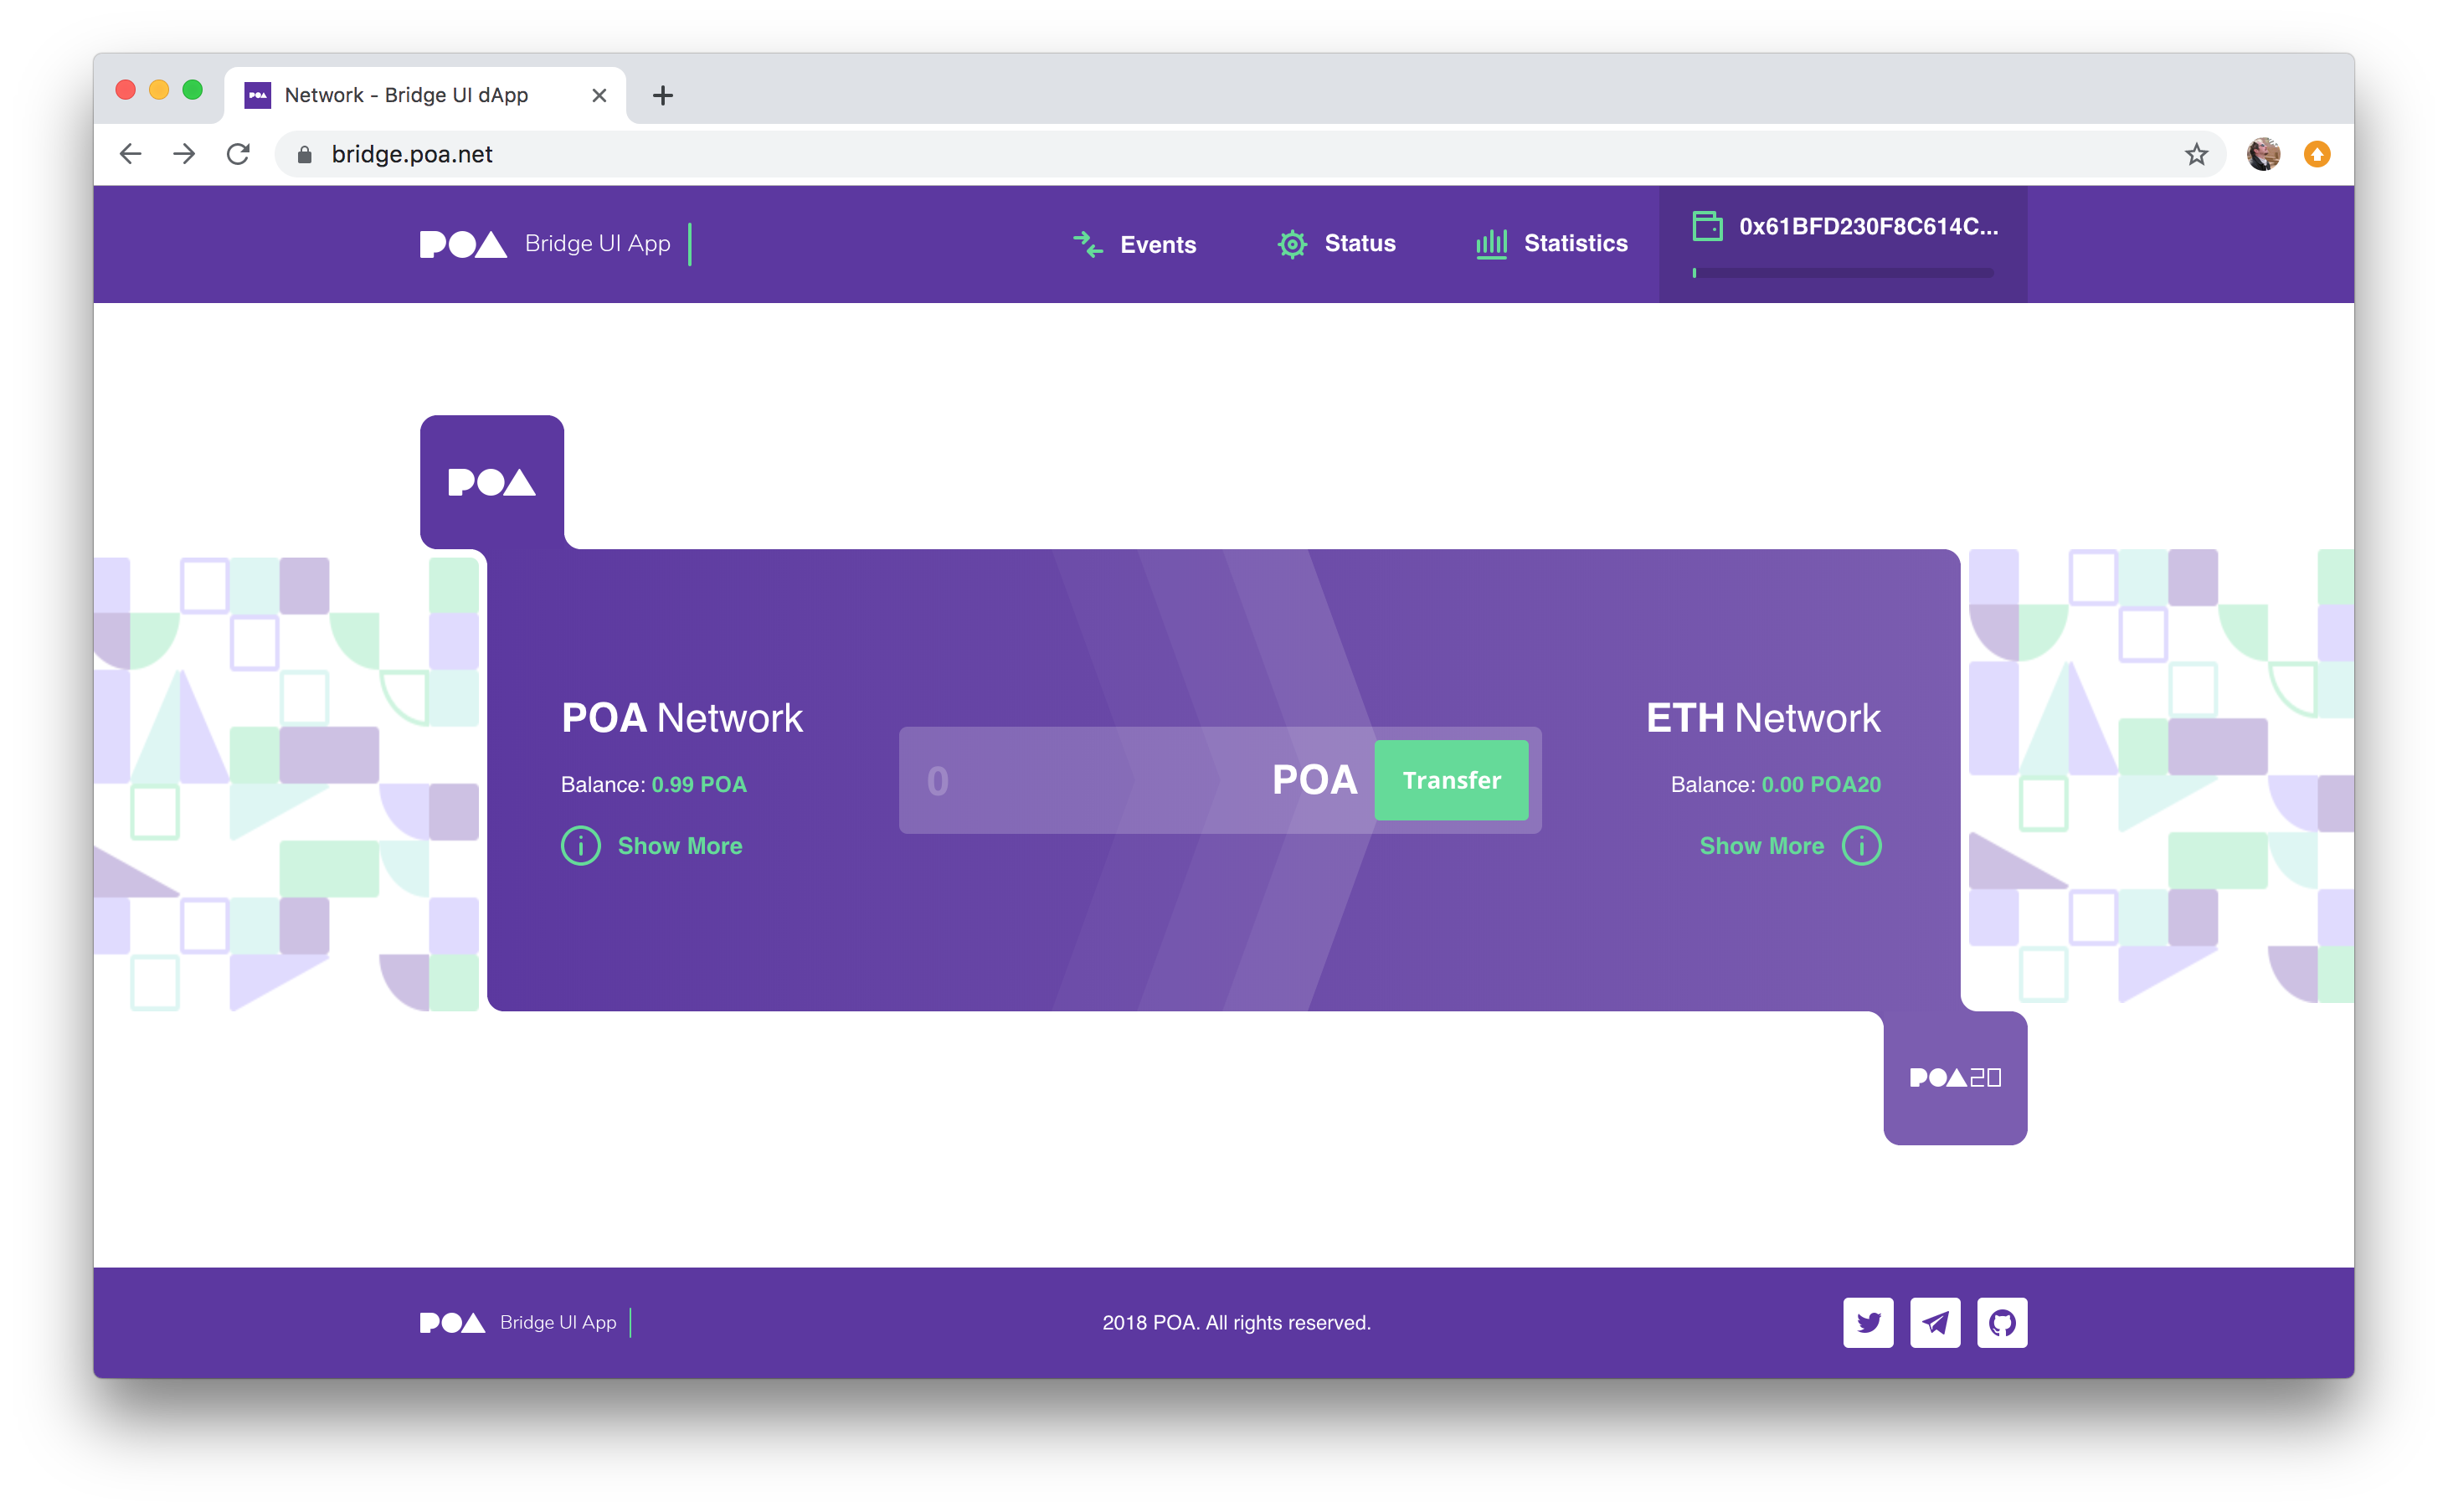 POA Network - Bridge UI dApp
bridge.poa.net
POA Bridge UI App
Events
Status
Statistics
0x61BFD230F8C614C...
POA
POA Network
Balance: 0.99 POA
i Show More
0
POA
Transfer
ETH Network
Balance: 0.00 POA20
Show More i
POA20
POA Bridge UI App
2018 POA. All rights reserved.